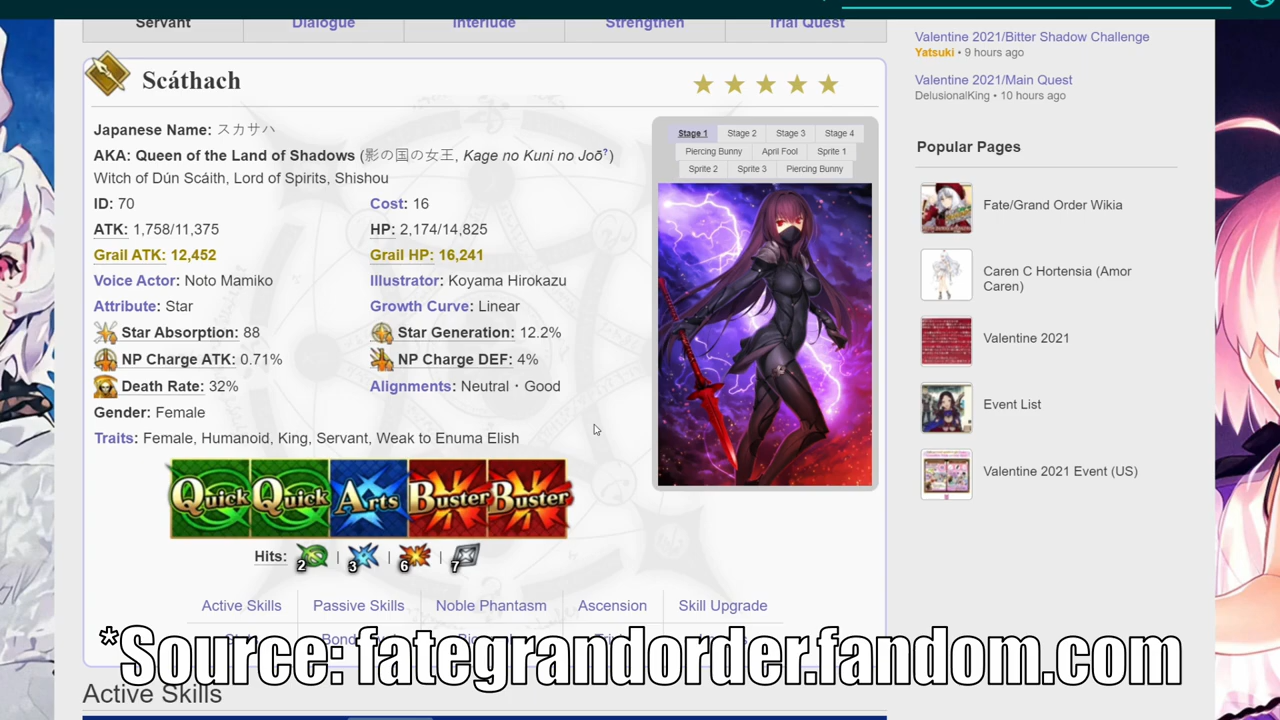 Servant
Dialogue
Interlude
Strengthen
Trial Quest
Scáthach
Japanese Name: スカサハ
AKA: Queen of the Land of Shadows (影の国の女王, Kage no Kuni no Joō?)
Witch of Dún Scáith, Lord of Spirits, Shishou
ID: 70
Cost: 16
ATK: 1,758/11,375
HP: 2,174/14,825
Grail ATK: 12,452
Grail HP: 16,241
Voice Actor: Noto Mamiko
Illustrator: Koyama Hirokazu
Attribute: Star
Growth Curve: Linear
Star Absorption: 88
Star Generation: 12.2%
NP Charge ATK: 0.71%
NP Charge DEF: 4%
Death Rate: 32%
Alignments: Neutral・Good
Gender: Female
Traits: Female, Humanoid, King, Servant, Weak to Enuma Elish
Quick Quick Arts Buster Buster
Hits: 2 | 3 | 6 | 7
Active Skills
Passive Skills
Noble Phantasm
Ascension
Skill Upgrade
*Source: fategrandorder.fandom.com
Active Skills
Stage 1 Stage 2 Stage 3 Stage 4
Piercing Bunny April Fool Sprite 1
Sprite 2 Sprite 3 Piercing Bunny
Valentine 2021/Bitter Shadow Challenge
Yatsuki • 9 hours ago
Valentine 2021/Main Quest
DelusionalKing • 10 hours ago
Popular Pages
Fate/Grand Order Wikia
Caren C Hortensia (Amor
Caren)
Valentine 2021
Event List
Valentine 2021 Event (US)